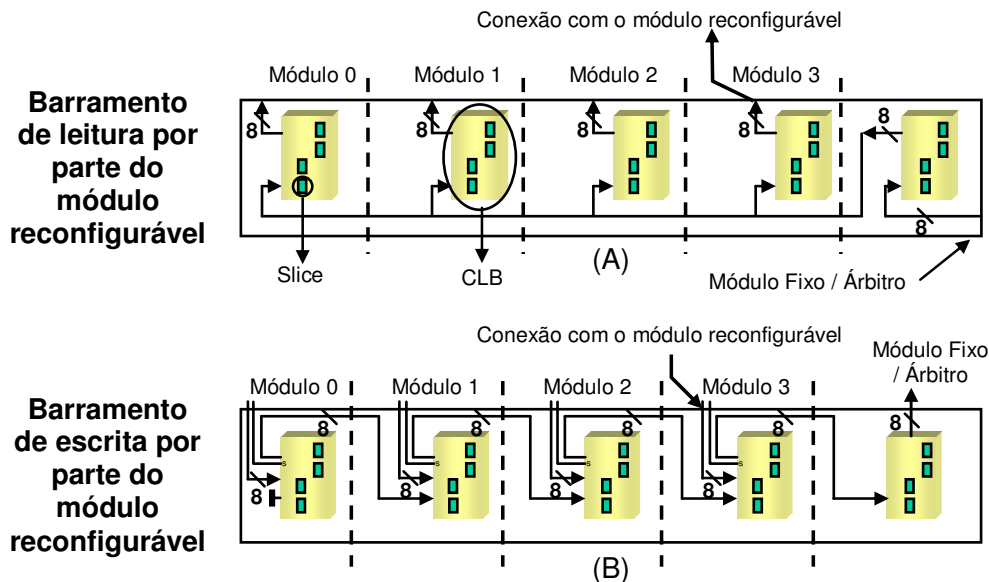 Conexão com o módulo reconfigurável
Módulo 0
Módulo 1
Módulo 2
Módulo 3
Barramento
de leitura por
parte do
módulo
reconfigurável
8
8
8
8
8
8
Slice
CLB
(A)
Módulo Fixo / Árbitro
Conexão com o módulo reconfigurável
Módulo Fixo
/ Árbitro
Módulo 0
Módulo 1
Módulo 2
Módulo 3
Barramento
de escrita por
parte do
módulo
reconfigurável
8
8
8
8
8
s
s
s
s
8
8
8
8
(B)